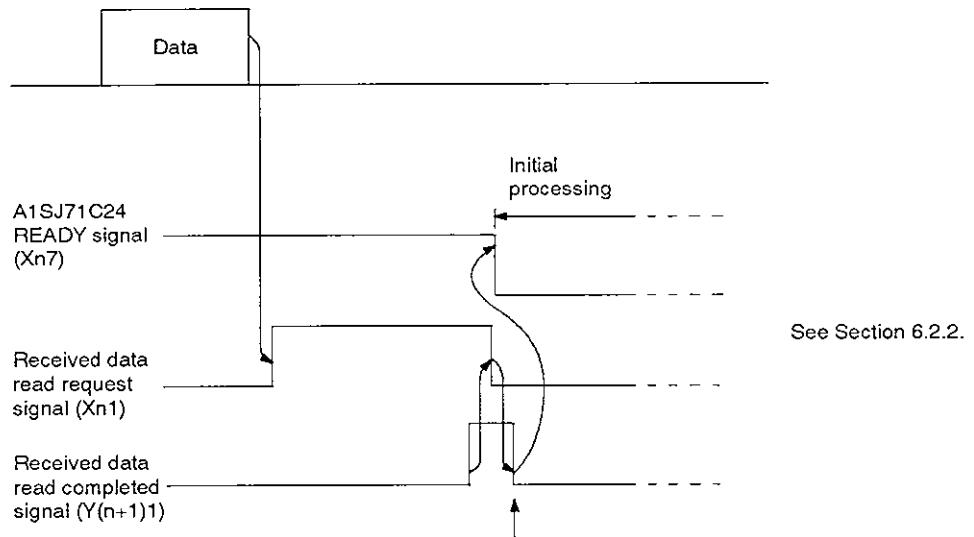 Data
Initial
processing
A1SJ71C24
READY signal
(Xn7)
See Section 6.2.2.
Received data
read request
signal (Xn1)
Received data
read completed
signal (Y(n+1)1)